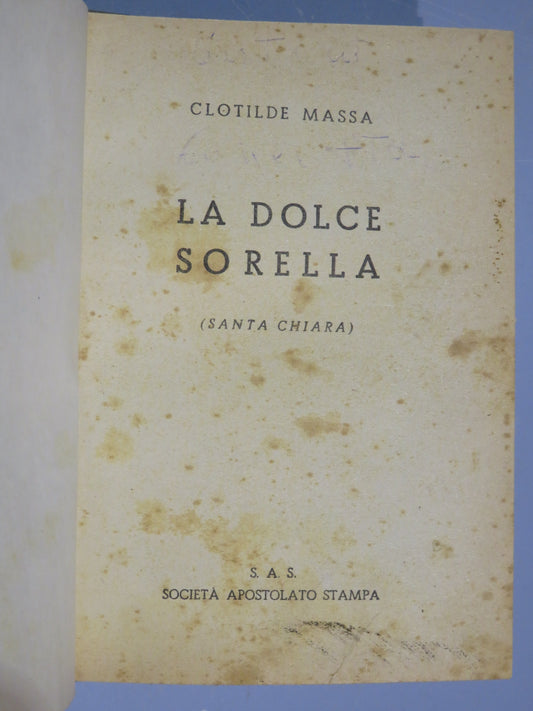 CLOTILDE MASSA
LA DOLCE
SORELLA
(SANTA CHIARA)
S. A. S.
SOCIETÀ APOSTOLATO STAMPA